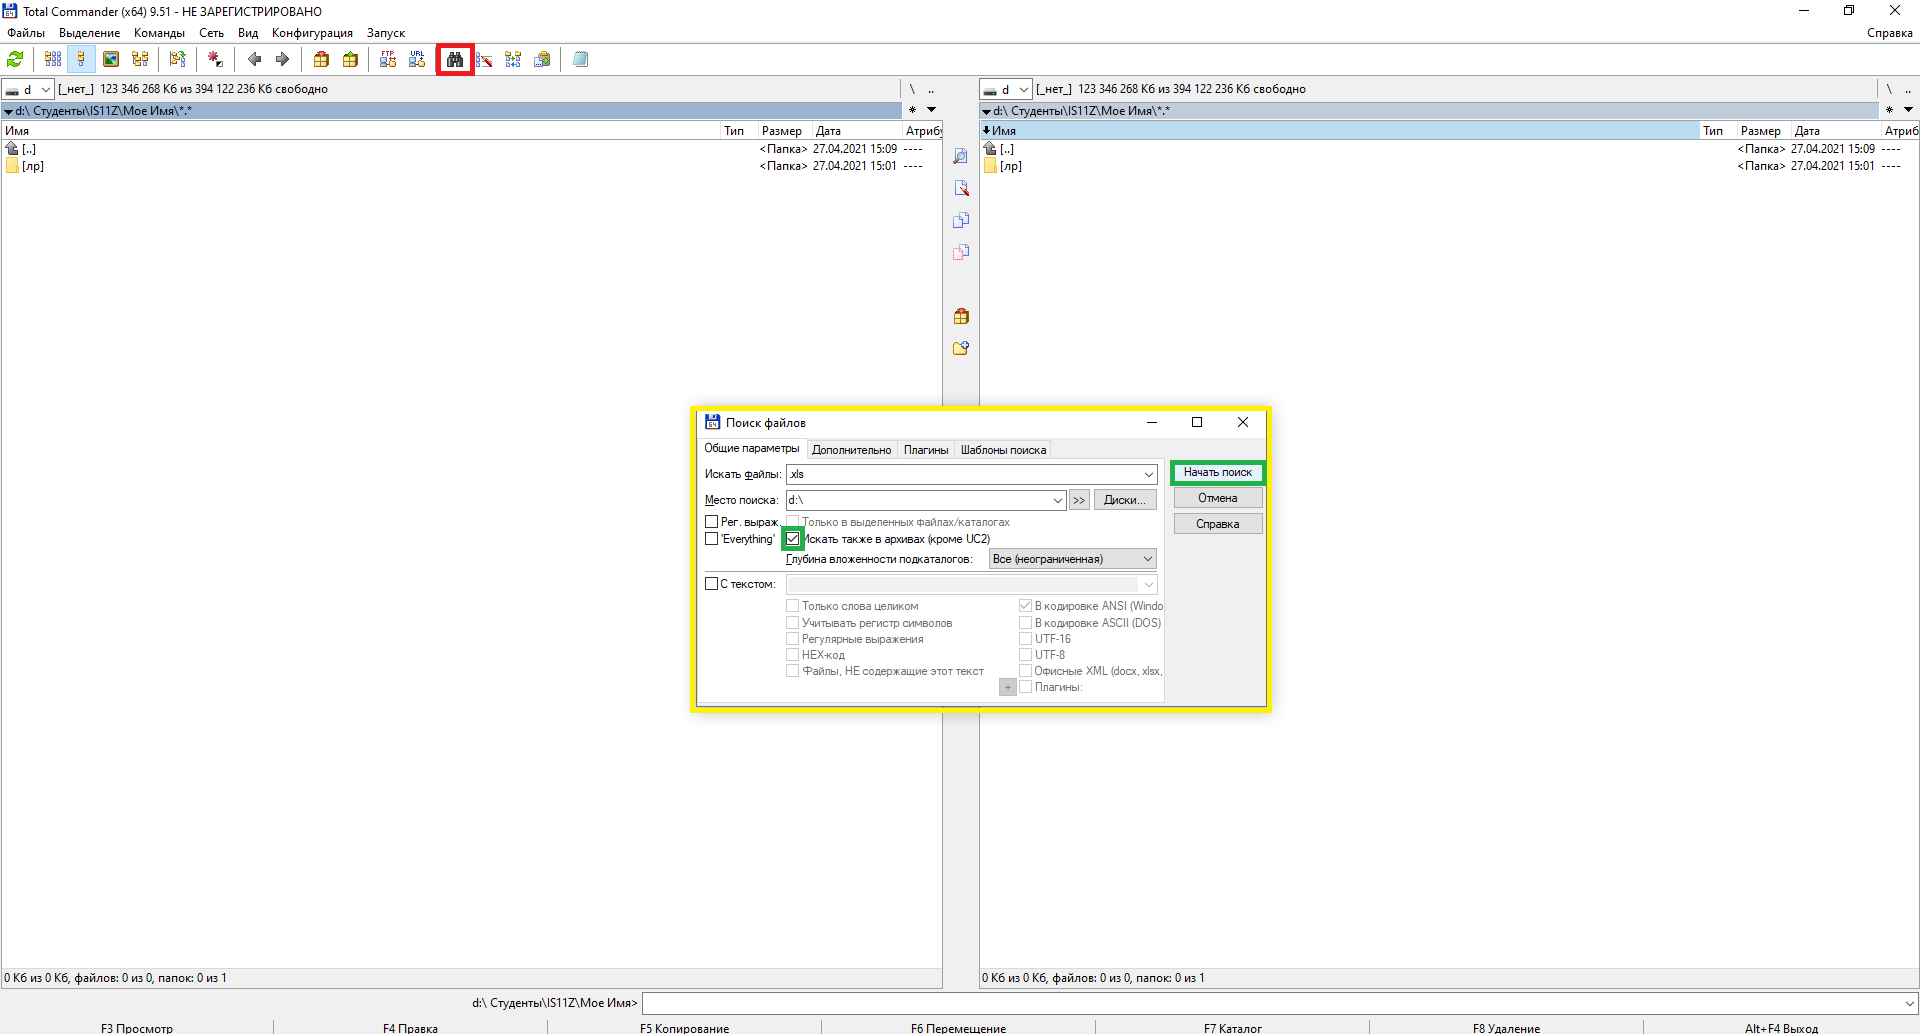 Total Commander (x64) 9.51 - НЕ ЗАРЕГИСТРИРОВАНО
Файлы Выделение Команды Сеть Вид Конфигурация Запуск Справка
FTP URL
d [_нет_] 123 346 268 Кб из 394 122 236 Кб свободно \ ..
d [_нет_] 123 346 268 Кб из 394 122 236 Кб свободно \ ..
d:\ Студенты\IS11Z\Мое Имя\*.* *
d:\ Студенты\IS11Z\Мое Имя\*.* *
Имя Тип Размер Дата Атрибу
Имя Тип Размер Дата Атриб
[..] <Папка> 27.04.2021 15:09 ----
[лр] <Папка> 27.04.2021 15:01 ----
[..] <Папка> 27.04.2021 15:09 ----
[лр] <Папка> 27.04.2021 15:01 ----
Поиск файлов
Общие параметры Дополнительно Плагины Шаблоны поиска
Искать файлы: .xls Начать поиск
Место поиска: d:\ >> Диски... Отмена
Рег. выраж. Только в выделенных файлах/каталогах Справка
'Everything' Искать также в архивах (кроме UC2)
Глубина вложенности подкаталогов: Все (неограниченная)
С текстом:
Только слова целиком В кодировке ANSI (Windo
Учитывать регистр символов В кодировке ASCII (DOS)
Регулярные выражения UTF-16
HEX-код UTF-8
Файлы, НЕ содержащие этот текст Офисные XML (docx, xlsx,
+ Плагины:
0 Кб из 0 Кб, файлов: 0 из 0, папок: 0 из 1
0 Кб из 0 Кб, файлов: 0 из 0, папок: 0 из 1
d:\ Студенты\IS11Z\Мое Имя>
F3 Просмотр F4 Правка F5 Копирование F6 Перемещение F7 Каталог F8 Удаление Alt+F4 Выход